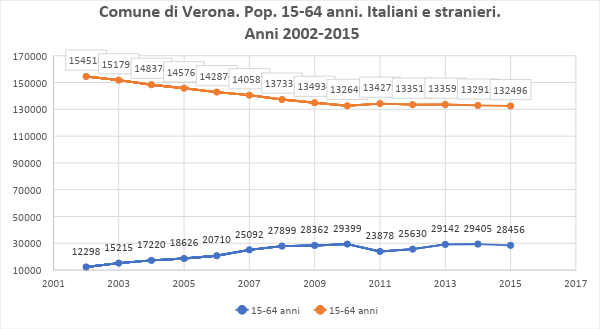 Comune di Verona. Pop. 15-64 anni. Italiani e stranieri.
Anni 2002-2015
170000
150000
130000
110000
90000
70000
50000
30000
10000
15451 15179 14837 14576 14287 14058 13733 13493 13264 13427 13351 13359 13291 132496
12298 15215 17220 18626 20710 25092 27899 28362 29399 23878 25630 29142 29405 28456
2001 2003 2005 2007 2009 2011 2013 2015 2017
15-64 anni 15-64 anni